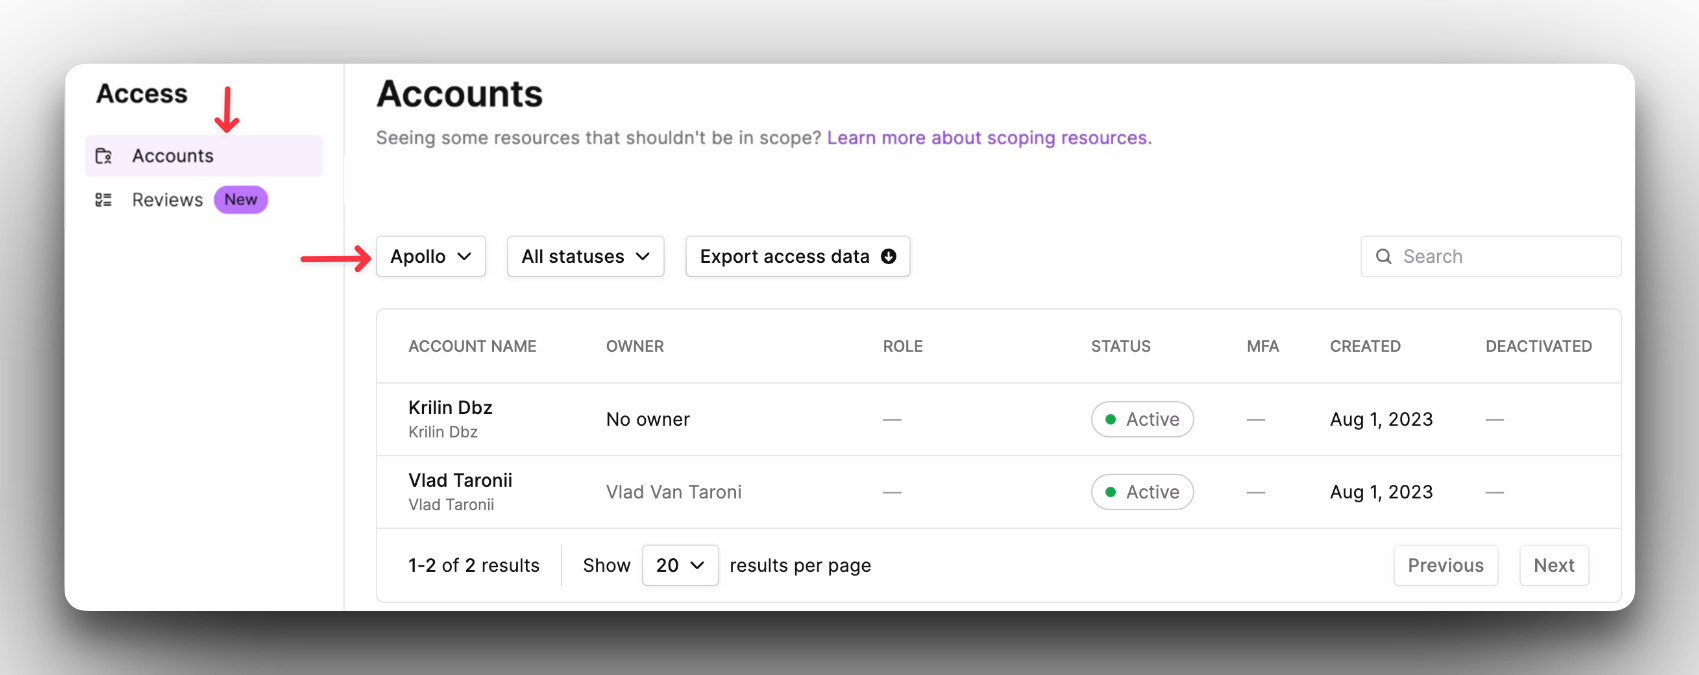 Access
Accounts
Reviews New
Accounts
Seeing some resources that shouldn't be in scope? Learn more about scoping resources.
Apollo All statuses Export access data Search
ACCOUNT NAME OWNER ROLE STATUS MFA CREATED DEACTIVATED
Krilin Dbz No owner — Active — Aug 1, 2023 —
Krilin Dbz
Vlad Taronii Vlad Van Taroni — Active — Aug 1, 2023 —
Vlad Taronii
1-2 of 2 results Show 20 results per page Previous Next